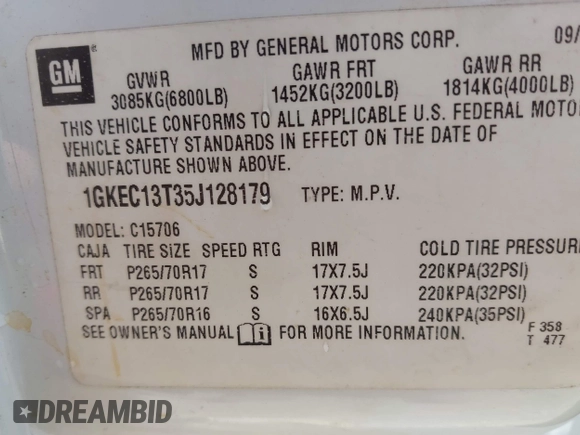 GM
MFD BY GENERAL MOTORS CORP. 09/
GVWR GAWR FRT GAWR RR
3085KG(6800LB) 1452KG(3200LB) 1814KG(4000LB)
THIS VEHICLE CONFORMS TO ALL APPLICABLE U.S. FEDERAL MOTO
VEHICLE SAFETY STANDARDS IN EFFECT ON THE DATE OF
MANUFACTURE SHOWN ABOVE.
1GKEC13T35J128179 TYPE: M.P.V.
MODEL: C15706
CAJA TIRE SIZE SPEED RTG RIM COLD TIRE PRESSURE
FRT P265/70R17 S 17X7.5J 220KPA(32PSI)
RR P265/70R17 S 17X7.5J 220KPA(32PSI)
SPA P265/70R16 S 16X6.5J 240KPA(35PSI)
SEE OWNER'S MANUAL i FOR MORE INFORMATION. F 358
T 477
DREAMBID